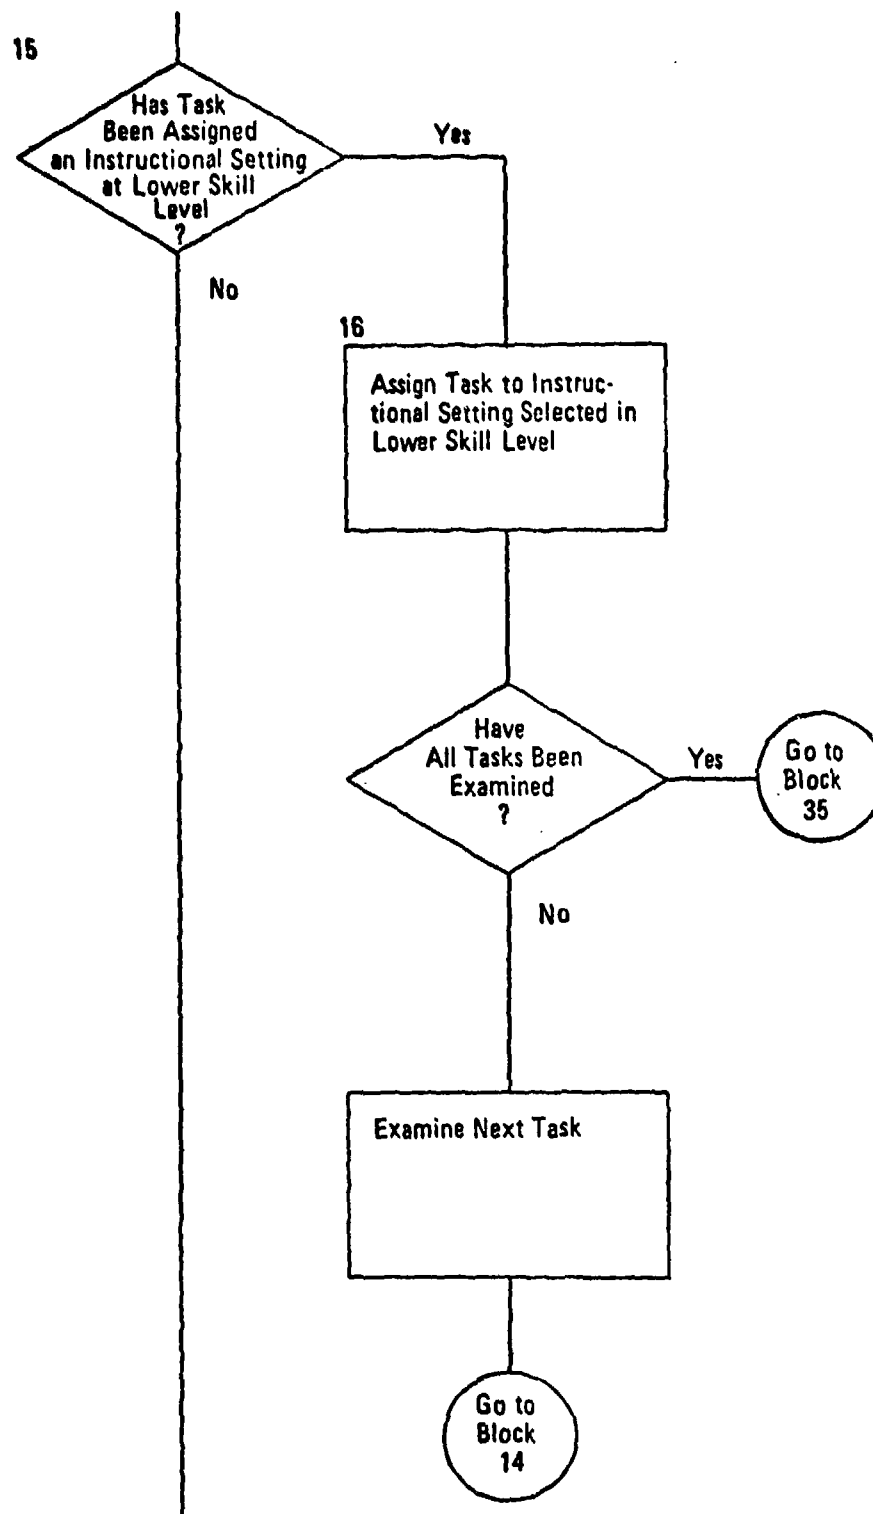 15
Has Task
Been Assigned
an Instructional Setting
at Lower Skill
Level
?
Yes
No
16
Assign Task to Instruc-
tional Setting Selected in
Lower Skill Level
Have
All Tasks Been
Examined
?
Yes
Go to
Block
35
No
Examine Next Task
Go to
Block
14